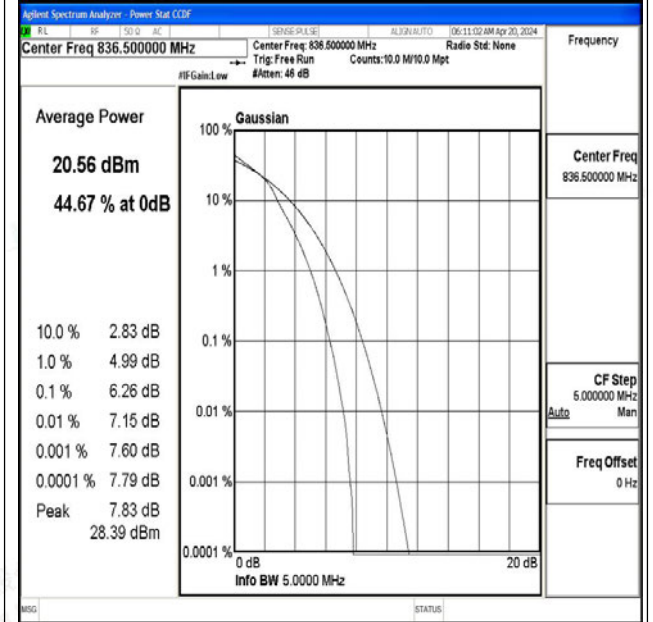 Agilent Spectrum Analyzer - Power Stat CCDF
RL RF 50 Ω AC SENSE:PULSE ALIGN AUTO 06:11:02 AM Apr 20, 2024
Center Freq 836.500000 MHz
Center Freq: 836.500000 MHz Radio Std: None
Trig: Free Run Counts:10.0 M/10.0 Mpt
#IFGain:Low #Atten: 46 dB
Frequency
Average Power
20.56 dBm
44.67 % at 0dB
10.0 % 2.83 dB
1.0 % 4.99 dB
0.1 % 6.26 dB
0.01 % 7.15 dB
0.001 % 7.60 dB
0.0001 % 7.79 dB
Peak 7.83 dB
28.39 dBm
Gaussian
100 %
10 %
1 %
0.1 %
0.01 %
0.001 %
0.0001 %
0 dB 20 dB
Info BW 5.0000 MHz
Center Freq
836.500000 MHz
CF Step
5.000000 MHz
Auto Man
Freq Offset
0 Hz
MSG STATUS